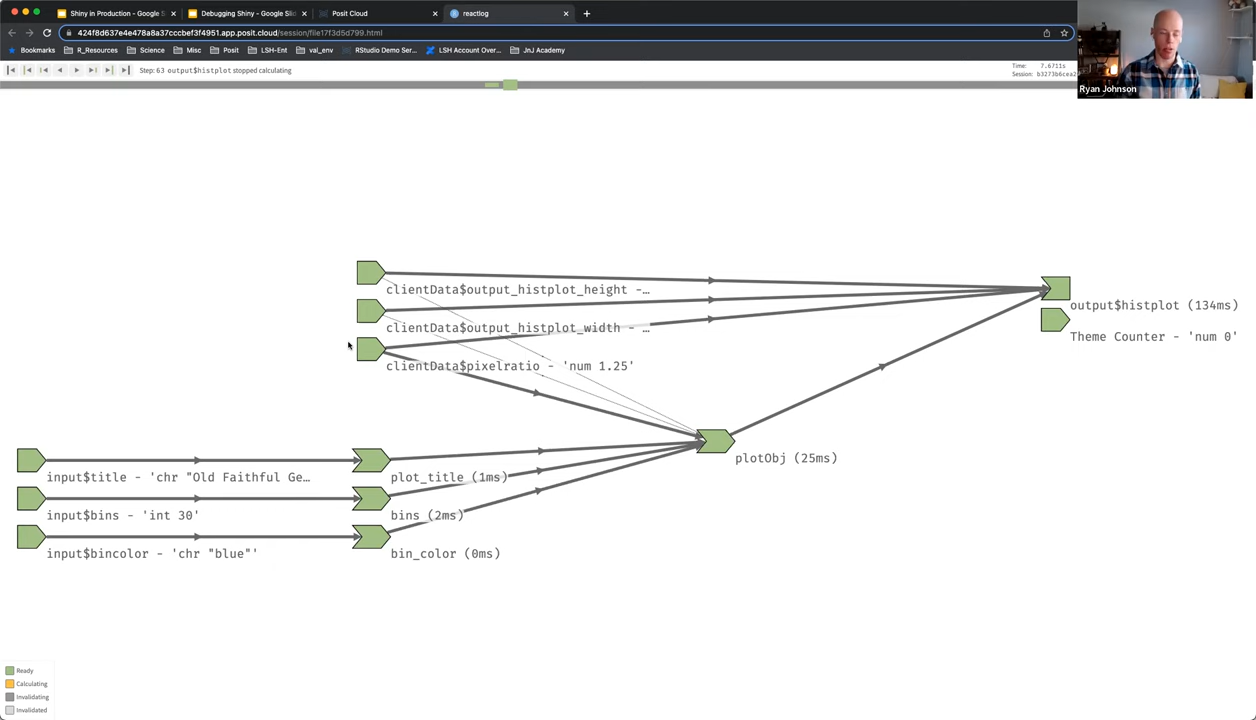 Shiny in Production - Google S
Debugging Shiny - Google Slid
Posit Cloud
reactlog
424f8d637e4e478a8a37cccbef3f4951.app.posit.cloud/session/file17f3d5d799.html
Bookmarks
R_Resources
Science
Misc
Posit
LSH-Ent
val_env
RStudio Demo Ser...
LSH Account Over...
JnJ Academy
Step: 63 output$histplot stopped calculating
Time: 7.6711s
Session: b3273b6cea2
Ryan Johnson
clientData$output_histplot_height -…
output$histplot (134ms)
clientData$output_histplot_width - …
Theme Counter - 'num 0'
clientData$pixelratio - 'num 1.25'
plotObj (25ms)
input$title - 'chr "Old Faithful Ge…
plot_title (1ms)
input$bins - 'int 30'
bins (2ms)
input$bincolor - 'chr "blue"'
bin_color (0ms)
Ready
Calculating
Invalidating
Invalidated